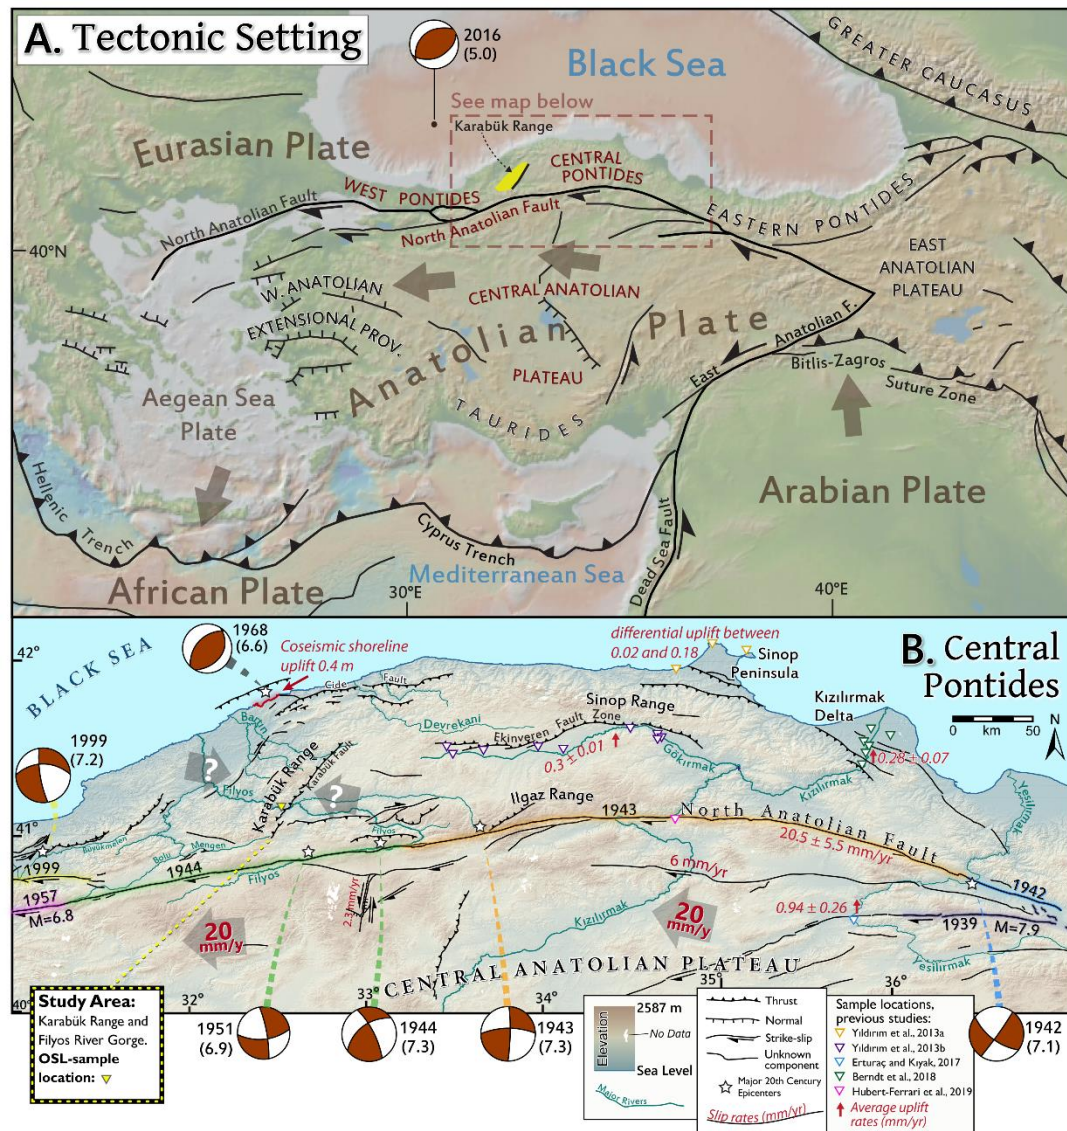 A. Tectonic Setting
2016
(5.0)
Black Sea
GREATER CAUCASUS
See map below
Karabük Range
Eurasian Plate
CENTRAL
PONTIDES
WEST PONTIDES
EASTERN PONTIDES
North Anatolian Fault
North Anatolian Fault
40°N
EAST
ANATOLIAN
PLATEAU
W. ANATOLIAN
EXTENSIONAL PROV.
CENTRAL ANATOLIAN
PLATEAU
Anatolian Plate
East Anatolian F.
Bitlis-Zagros
Suture Zone
Aegean Sea
Plate
TAURIDES
Arabian Plate
Hellenic Trench
Cyprus Trench
Dead Sea Fault
Mediterranean Sea
African Plate
30°E
40°E
B. Central
Pontides
BLACK SEA
42°
1968
(6.6)
Coseismic shoreline
uplift 0.4 m
differential uplift between
0.02 and 0.18
Sinop
Peninsula
Kızılırmak
Delta
N
0 km 50
Cide Fault
Sinop Range
Bartın
Devrekani
Ekinveren Fault Zone
0.3 ± 0.01
Gökırmak
0.28 ± 0.07
Kızılırmak
Yeşilırmak
1999
(7.2)
?
?
Filyos
Karabük Range
Karabük Fault
Ilgaz Range
41°
Büyükmelen
Bolu
Mengen
Filyos
Filyos
1943
North Anatolian Fault
20.5 ± 5.5 mm/yr
1999
1944
1957
M=6.8
6 mm/yr
2.3 mm/yr
1942
0.94 ± 0.26
1939
M=7.9
20
mm/y
20
mm/y
Kızılırmak
Yeşilırmak
CENTRAL ANATOLIAN PLATEAU
40°
32°
33°
34°
35°
36°
Study Area:
Karabük Range and
Filyos River Gorge.
OSL-sample
location:
1951
(6.9)
1944
(7.3)
1943
(7.3)
1942
(7.1)
2587 m
Elevation
No Data
Sea Level
Major Rivers
Thrust
Normal
Strike-slip
Unknown
component
Major 20th Century
Epicenters
Slip rates (mm/yr)
Sample locations,
previous studies:
Yıldırım et al., 2013a
Yıldırım et al., 2013b
Erturaç and Kıyak, 2017
Berndt et al., 2018
Hubert-Ferrari et al., 2019
Average uplift
rates (mm/yr)